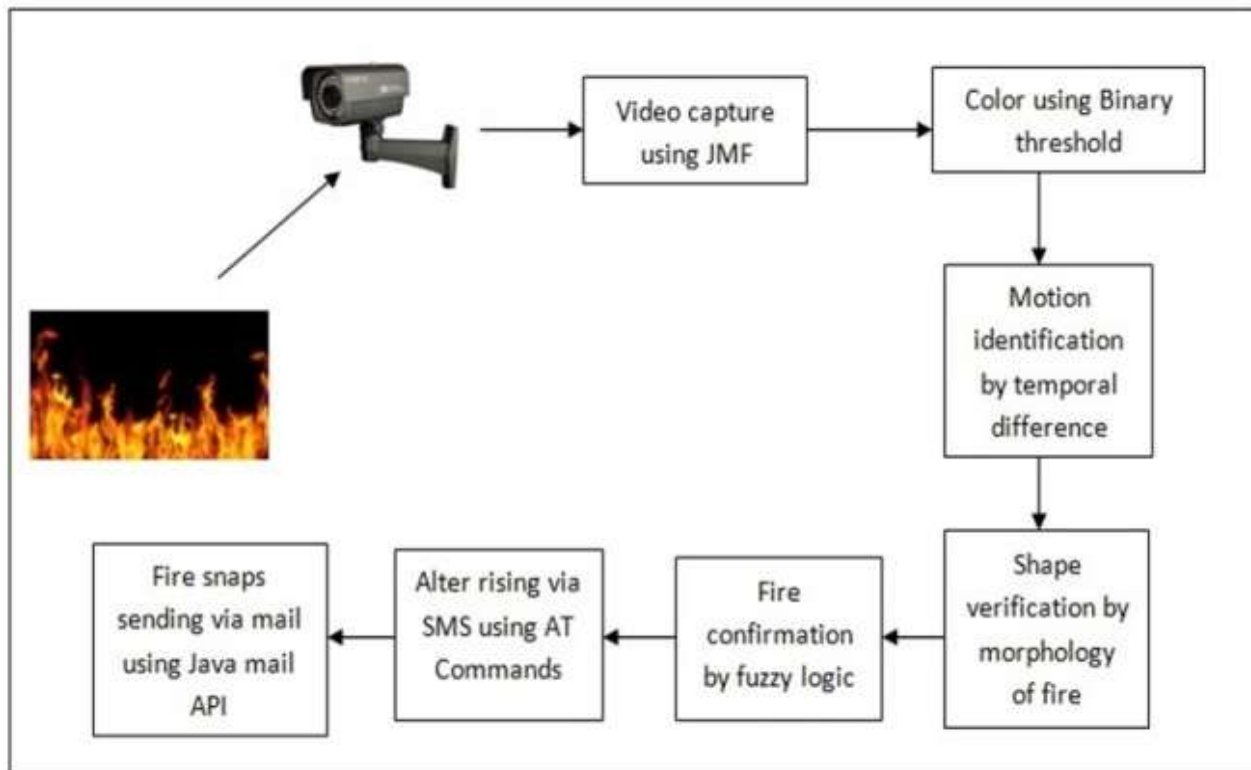 Video capture
using JMF
Color using Binary
threshold
Motion
identification
by temporal
difference
Shape
verification by
morphology
of fire
Fire
confirmation
by fuzzy logic
Alter rising via
SMS using AT
Commands
Fire snaps
sending via mail
using Java mail
API